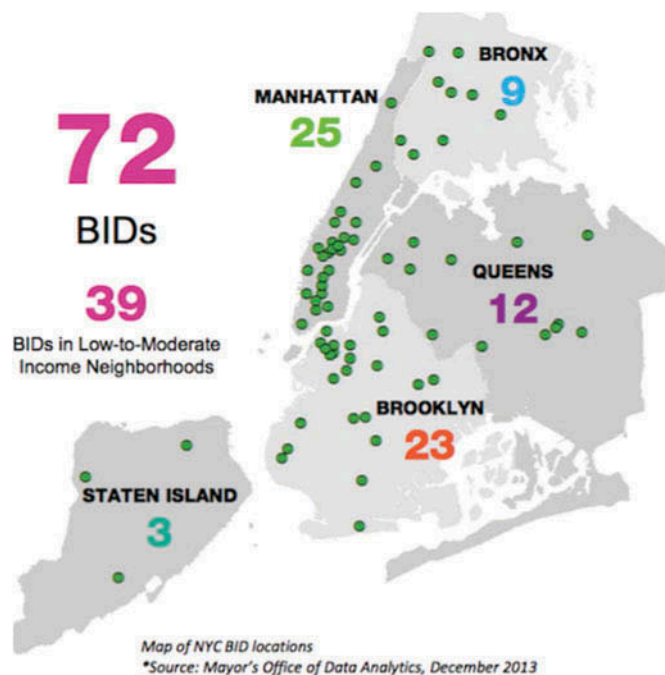 72
BIDs
39
BIDs in Low-to-Moderate
Income Neighborhoods
MANHATTAN
25
BRONX
9
QUEENS
12
BROOKLYN
23
STATEN ISLAND
3
Map of NYC BID locations
*Source: Mayor's Office of Data Analytics, December 2013